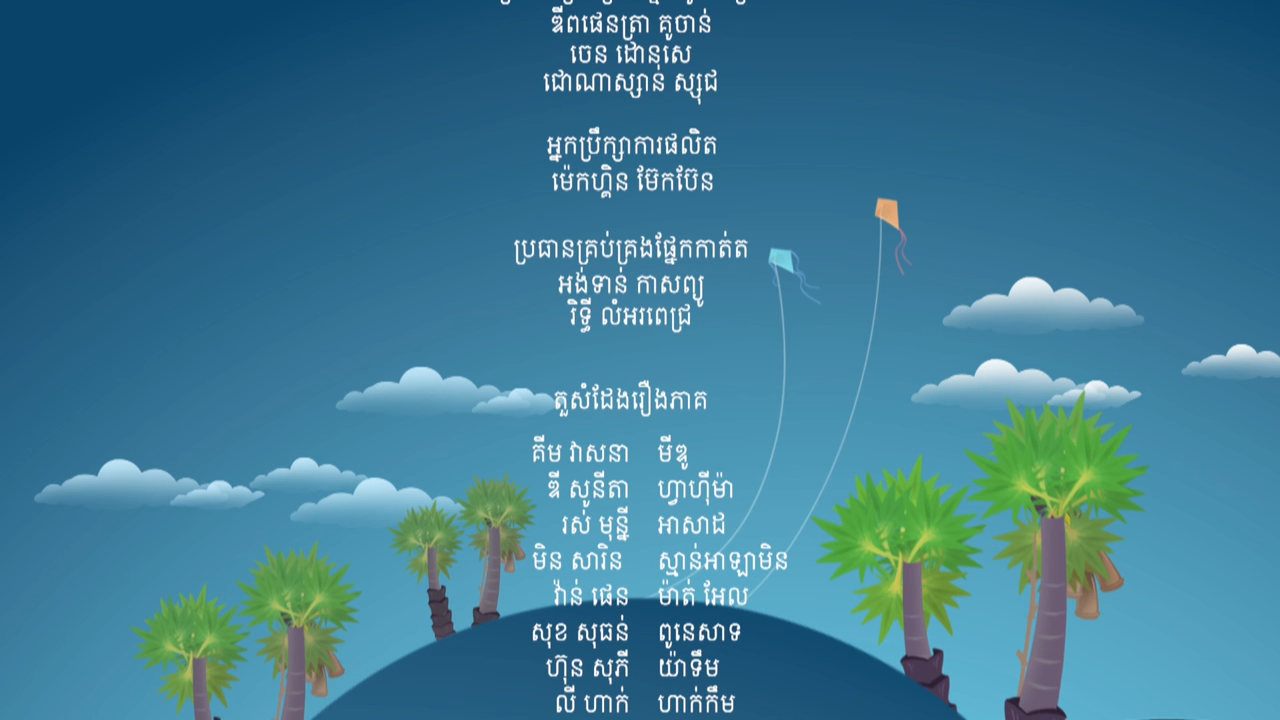 ឌីពផេនត្រា គូចាន់
ចេន ដោនសេ
ជោណាស្សាន់ ស្សុជ
អ្នកប្រឹក្សាការផលិត
ម៉េកហ្គិន ម៊ែកប៊ែន
ប្រធានគ្រប់គ្រងផ្នែកកាត់ត
អង់ទាន់ កាសព្យូ
រិទ្ធី លំអរពេជ្រ
តួសំដែងរឿងភាគ
គីម វាសនា មីឌូ
ឌី សូនីតា ហ្វាហ៊ីម៉ា
រស់ មុន្នី អាសាដ
មិន សារិន ស្មាន់អាឡាមិន
វ៉ាន់ ផេន ម៉ាត់ អែល
សុខ សុធន់ ពូនេសាទ
ហ៊ុន សុភី យ៉ាទឹម
លី ហាក់ ហាក់កឹម